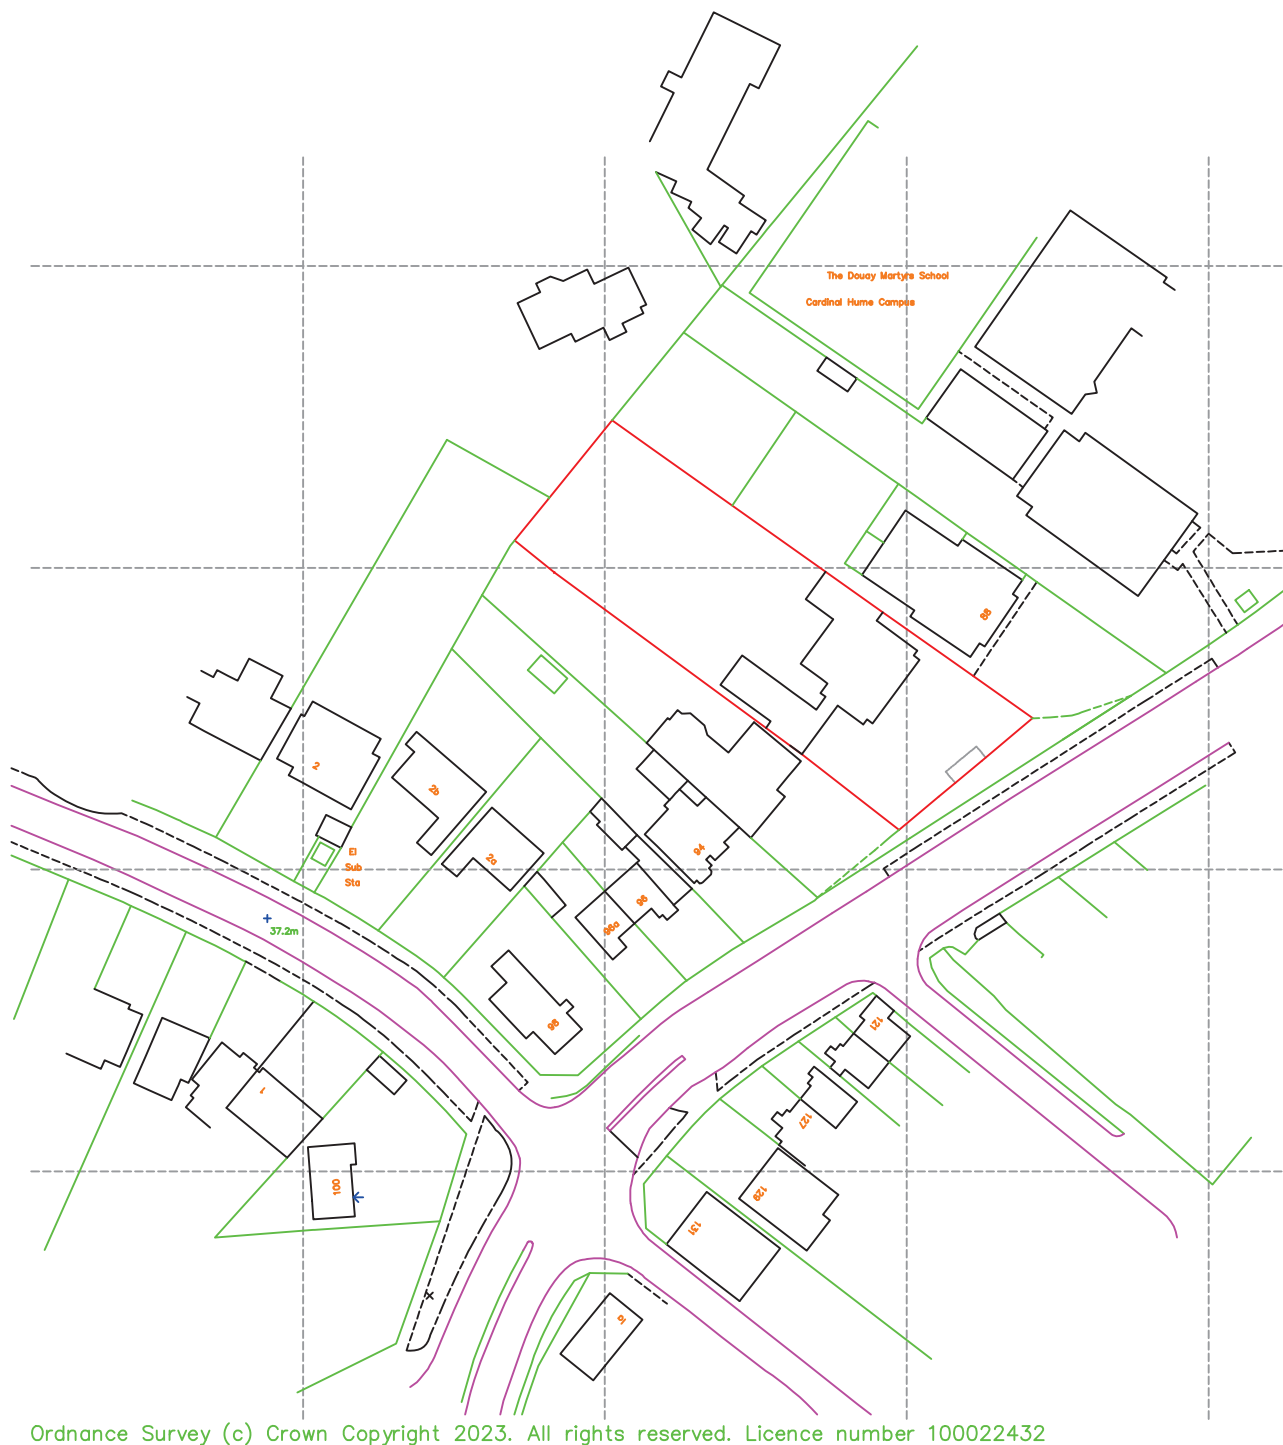 The Douay Martyrs School
Cardinal Hume Campus
88
2
2b
94
El
Sub
Sta
2a
96
96a
37.2m
98
121
1
127
100
129
131
10
Ordnance Survey (c) Crown Copyright 2023. All rights reserved. Licence number 100022432